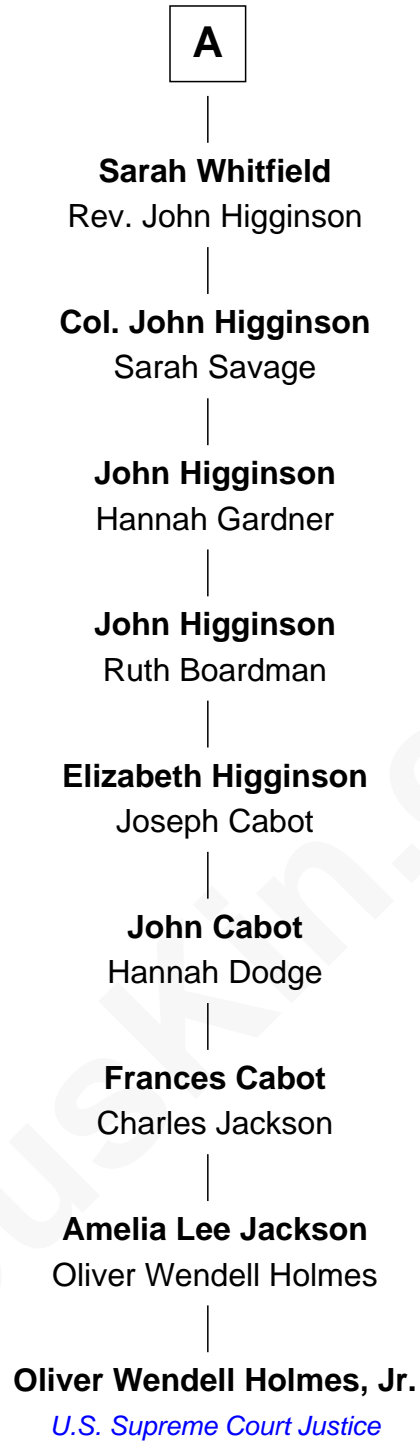 A
Sarah Whitfield
Rev. John Higginson
Col. John Higginson
Sarah Savage
John Higginson
Hannah Gardner
John Higginson
Ruth Boardman
Elizabeth Higginson
Joseph Cabot
John Cabot
Hannah Dodge
Frances Cabot
Charles Jackson
Amelia Lee Jackson
Oliver Wendell Holmes
Oliver Wendell Holmes, Jr.
U.S. Supreme Court Justice